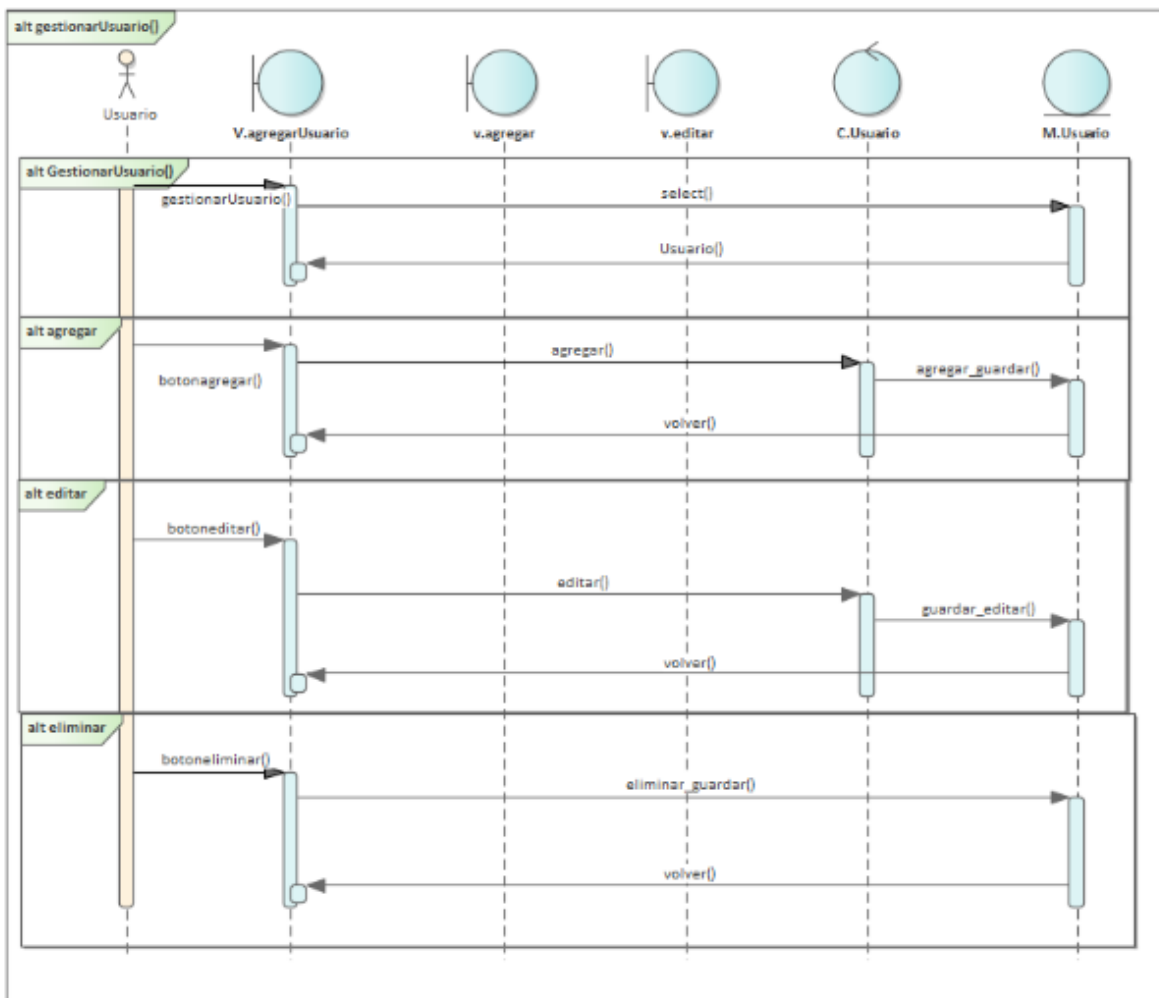 alt gestionarUsuario()
Usuario
V.agregarUsuario
v.agregar
v.editar
C.Usuario
M.Usuario
alt GestionarUsuario()
gestionarUsuario()
select()
Usuario()
alt agregar
botonagregar()
agregar()
agregar_guardar()
volver()
alt editar
botoneditar()
editar()
guardar_editar()
volver()
alt eliminar
botoneliminar()
eliminar_guardar()
volver()